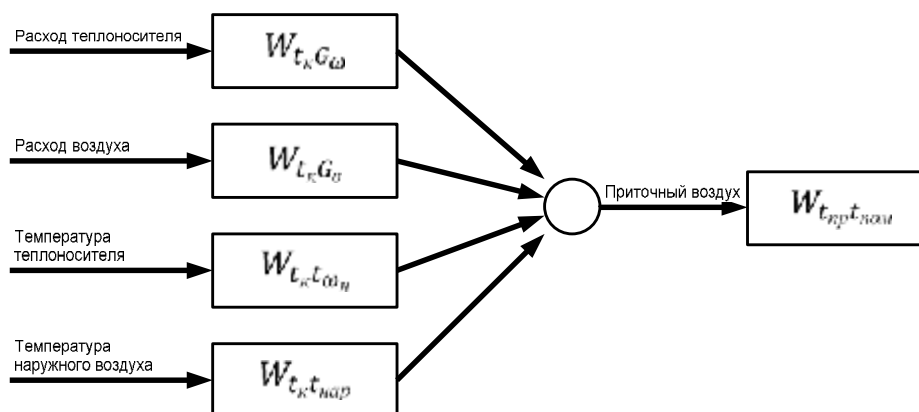 Расход теплоносителя
W_{t_к G_ω}
Расход воздуха
W_{t_к G_в}
Температура
теплоносителя
W_{t_к t_{ω_н}}
Температура
наружного воздуха
W_{t_к t_{нар}}
Приточный воздух
W_{t_{пр} t_{пом}}